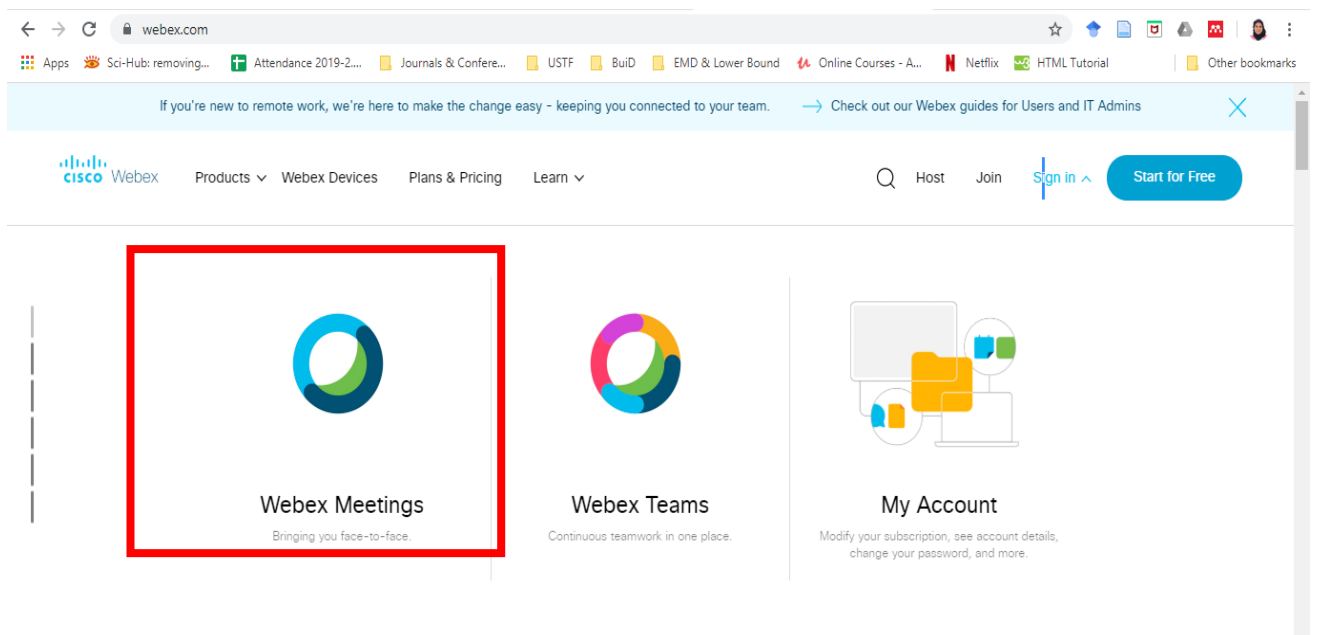 webex.com
Apps Sci-Hub: removing... Attendance 2019-2.... Journals & Confere... USTF BuiD EMD & Lower Bound Online Courses - A... Netflix HTML Tutorial Other bookmarks
If you're new to remote work, we're here to make the change easy - keeping you connected to your team. Check out our Webex guides for Users and IT Admins
CISCO Webex Products Webex Devices Plans & Pricing Learn Host Join Sign in Start for Free
Webex Meetings
Bringing you face-to-face.
Webex Teams
Continuous teamwork in one place.
My Account
Modify your subscription, see account details,
change your password, and more.